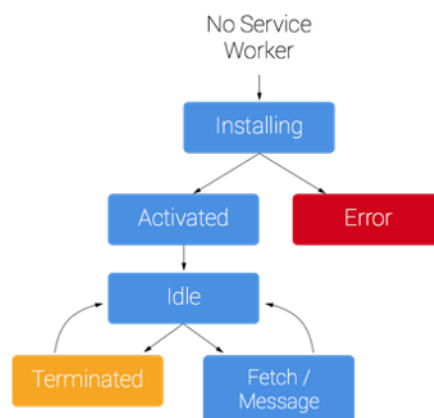 No Service
Worker
Installing
Activated
Error
Idle
Terminated
Fetch /
Message